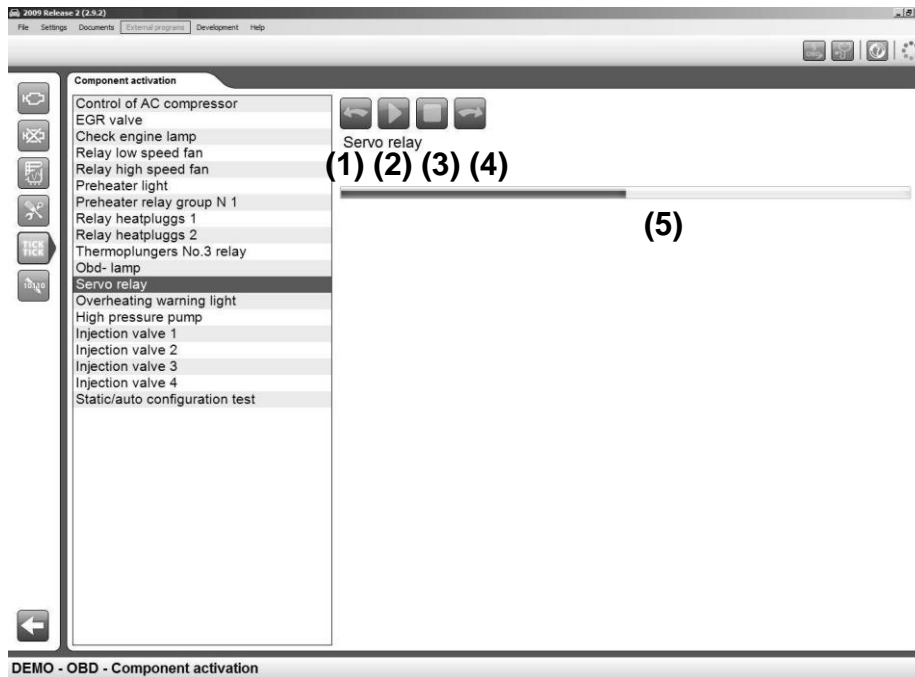 2009 Release 2 (2.9.2)
File Settings Documents External programs Development Help
Component activation
Control of AC compressor
EGR valve
Check engine lamp
Relay low speed fan
Relay high speed fan
Preheater light
Preheater relay group N 1
Relay heatpluggs 1
Relay heatpluggs 2
Thermoplungers No.3 relay
Obd- lamp
Servo relay
Overheating warning light
High pressure pump
Injection valve 1
Injection valve 2
Injection valve 3
Injection valve 4
Static/auto configuration test
Servo relay
(1) (2) (3) (4)
(5)
TICK
TICK
DEMO - OBD - Component activation